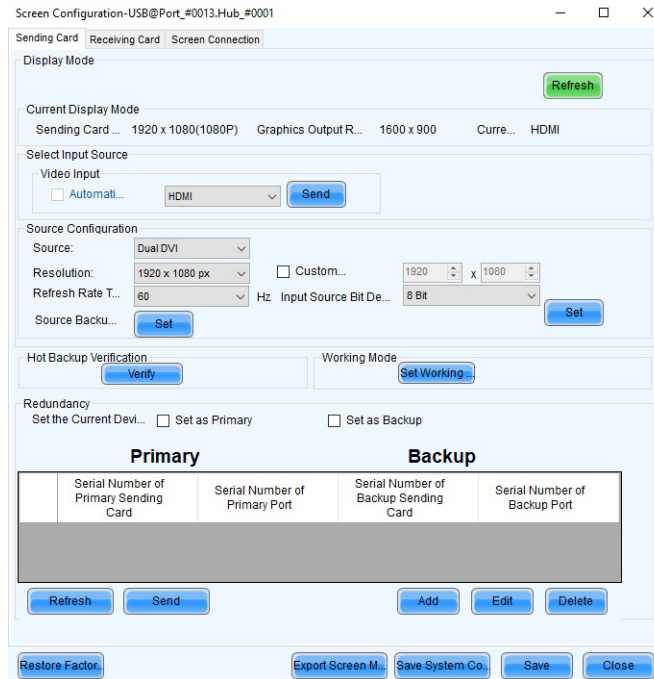 Screen Configuration-USB@Port_#0013.Hub_#0001
Sending Card Receiving Card Screen Connection
Display Mode
Refresh
Current Display Mode
Sending Card ... 1920 x 1080(1080P) Graphics Output R... 1600 x 900 Curre... HDMI
Select Input Source
Video Input
Automati... HDMI Send
Source Configuration
Source: Dual DVI
Resolution: 1920 x 1080 px Custom... 1920 x 1080
Refresh Rate T... 60 Hz Input Source Bit De... 8 Bit
Source Backu... Set Set
Hot Backup Verification Working Mode
Verify Set Working ...
Redundancy
Set the Current Devi... Set as Primary Set as Backup
Primary Backup
Serial Number of Primary Sending Card Serial Number of Primary Port Serial Number of Backup Sending Card Serial Number of Backup Port
Refresh Send Add Edit Delete
Restore Factor... Export Screen M... Save System Co... Save Close